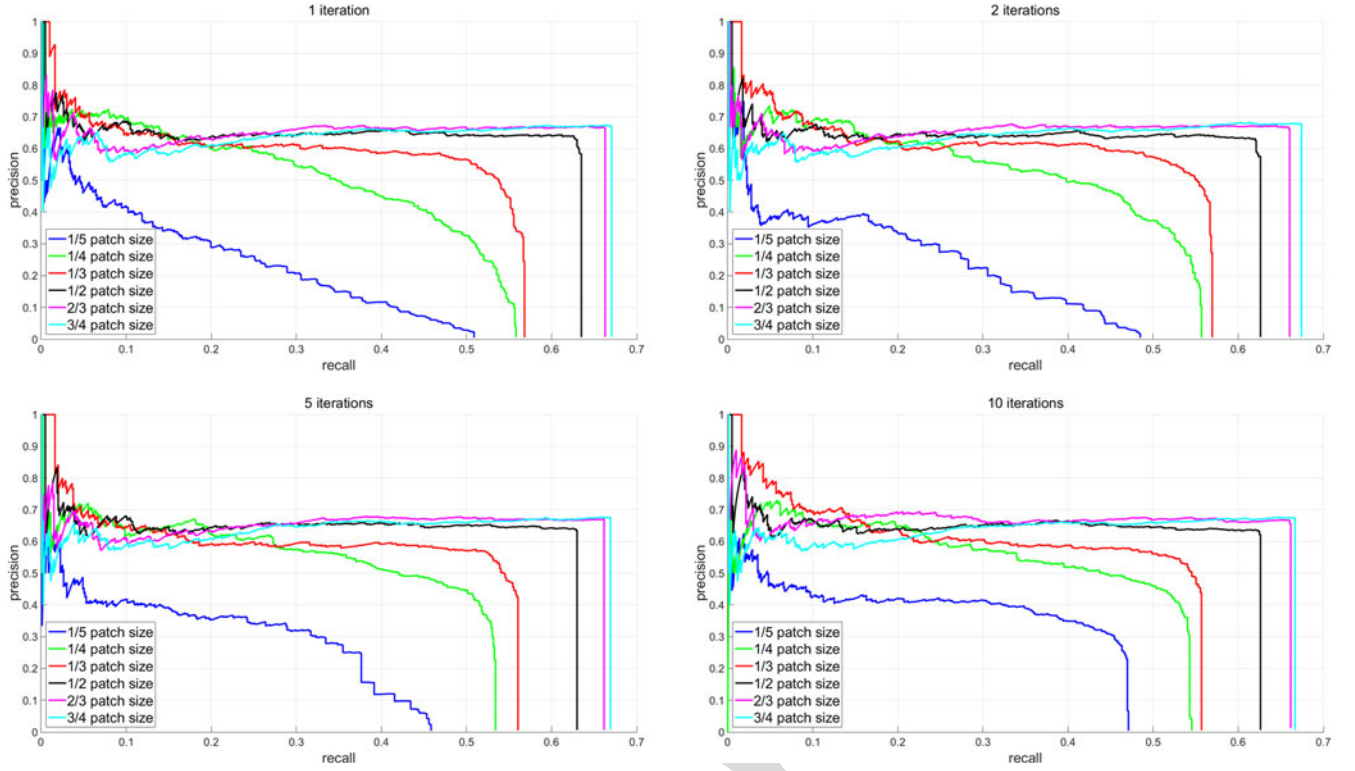 1 iteration
1
0.9
0.8
0.7
0.6
0.5
0.4
0.3
0.2
0.1
0
precision
1/5 patch size
1/4 patch size
1/3 patch size
1/2 patch size
2/3 patch size
3/4 patch size
0 0.1 0.2 0.3 0.4 0.5 0.6 0.7
recall
2 iterations
1
0.9
0.8
0.7
0.6
0.5
0.4
0.3
0.2
0.1
0
precision
1/5 patch size
1/4 patch size
1/3 patch size
1/2 patch size
2/3 patch size
3/4 patch size
0 0.1 0.2 0.3 0.4 0.5 0.6 0.7
recall
5 iterations
1
0.9
0.8
0.7
0.6
0.5
0.4
0.3
0.2
0.1
0
precision
1/5 patch size
1/4 patch size
1/3 patch size
1/2 patch size
2/3 patch size
3/4 patch size
0 0.1 0.2 0.3 0.4 0.5 0.6 0.7
recall
10 iterations
1
0.9
0.8
0.7
0.6
0.5
0.4
0.3
0.2
0.1
0
precision
1/5 patch size
1/4 patch size
1/3 patch size
1/2 patch size
2/3 patch size
3/4 patch size
0 0.1 0.2 0.3 0.4 0.5 0.6 0.7
recall